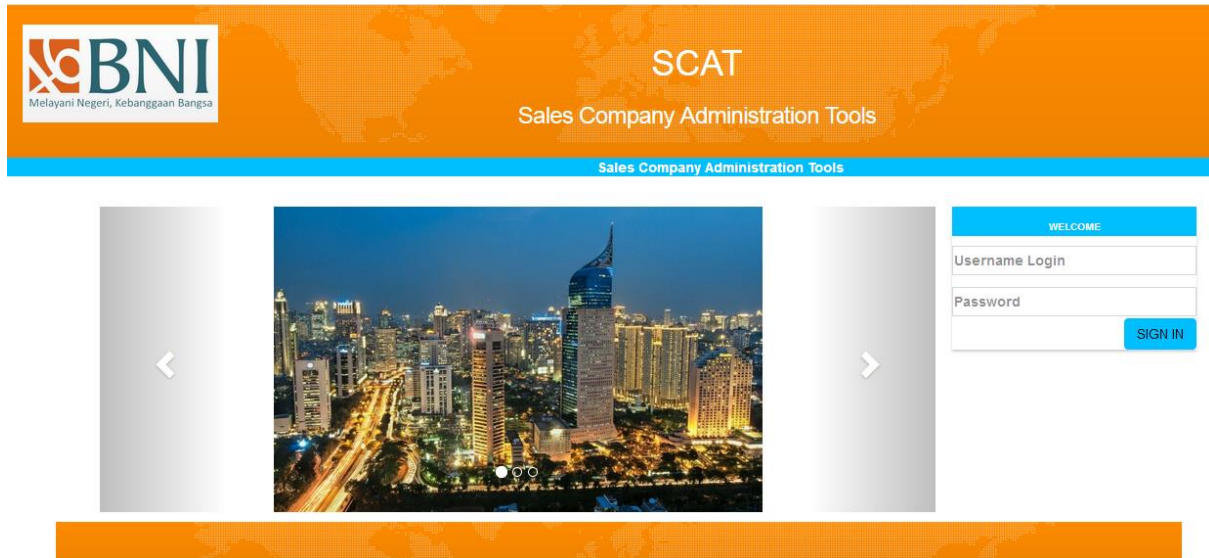 BNI
Melayani Negeri, Kebanggaan Bangsa
SCAT
Sales Company Administration Tools
Sales Company Administration Tools
WELCOME
Username Login
Password
SIGN IN